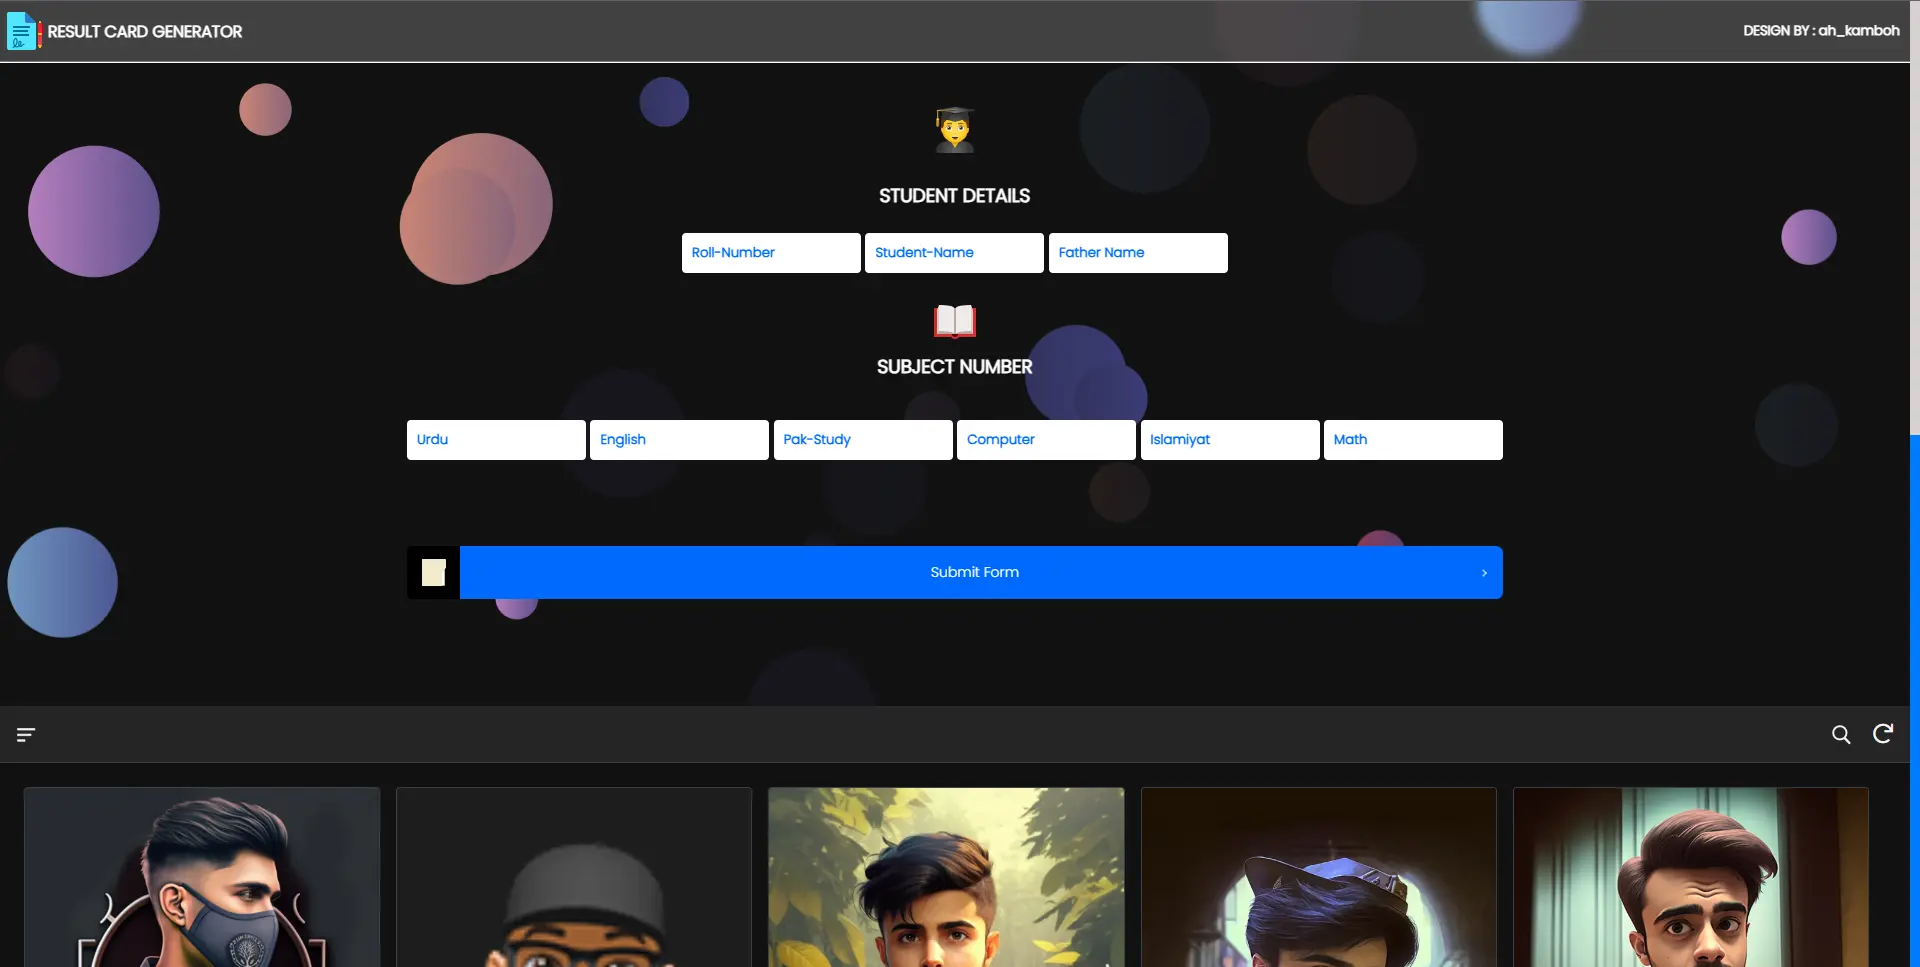 RESULT CARD GENERATOR
DESIGN BY : ah_kamboh
STUDENT DETAILS
Roll-Number Student-Name Father Name
SUBJECT NUMBER
Urdu English Pak-Study Computer Islamiyat Math
Submit Form ›